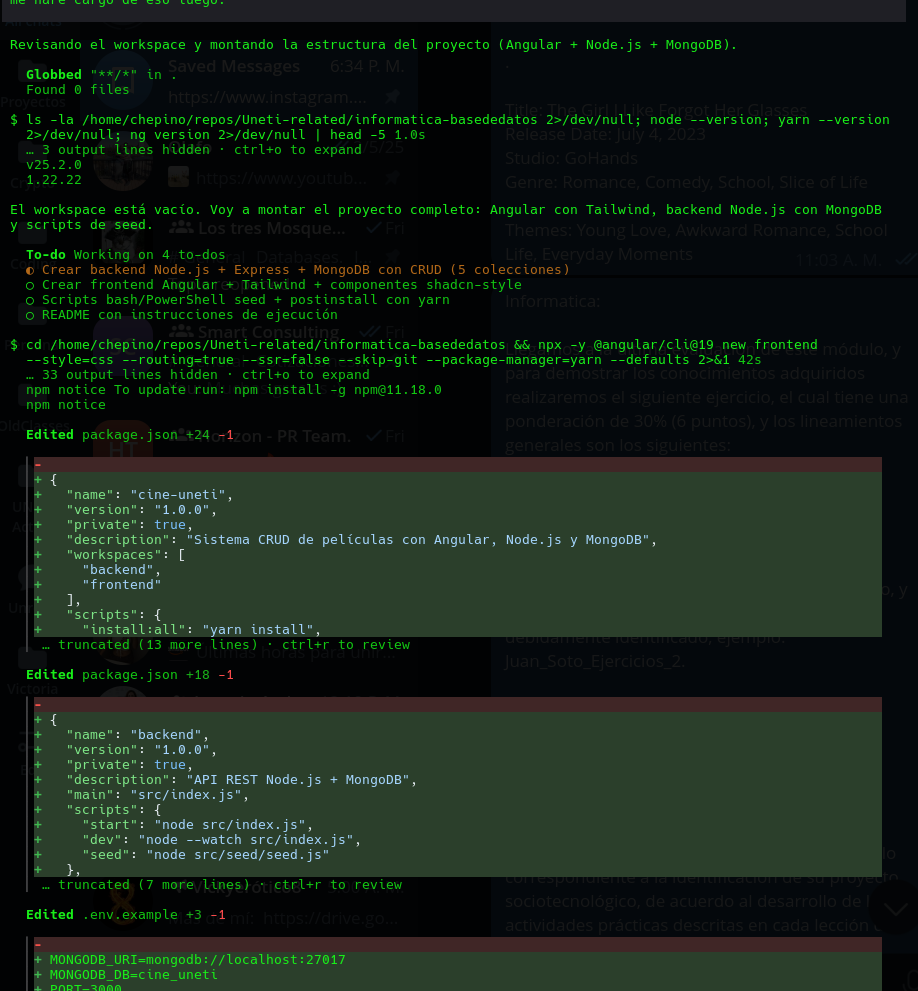 me haré cargo de eso luego.
Revisando el workspace y montando la estructura del proyecto (Angular + Node.js + MongoDB).
Globbed "**/*" in .
Found 0 files
$ ls -la /home/chepino/repos/Uneti-related/informatica-basededatos 2>/dev/null; node --version; yarn --version
2>/dev/null; ng version 2>/dev/null | head -5 1.0s
… 3 output lines hidden · ctrl+o to expand
v25.2.0
1.22.22
El workspace está vacío. Voy a montar el proyecto completo: Angular con Tailwind, backend Node.js con MongoDB
y scripts de seed.
To-do Working on 4 to-dos
◐ Crear backend Node.js + Express + MongoDB con CRUD (5 colecciones)
○ Crear frontend Angular + Tailwind + componentes shadcn-style
○ Scripts bash/PowerShell seed + postinstall con yarn
○ README con instrucciones de ejecución
$ cd /home/chepino/repos/Uneti-related/informatica-basededatos && npx -y @angular/cli@19 new frontend
--style=css --routing=true --ssr=false --skip-git --package-manager=yarn --defaults 2>&1 42s
… 33 output lines hidden · ctrl+o to expand
npm notice To update run: npm install -g npm@11.18.0
npm notice
Edited package.json +24 -1
-
+ {
+   "name": "cine-uneti",
+   "version": "1.0.0",
+   "private": true,
+   "description": "Sistema CRUD de películas con Angular, Node.js y MongoDB",
+   "workspaces": [
+     "backend",
+     "frontend"
+   ],
+   "scripts": {
+     "install:all": "yarn install",
… truncated (13 more lines) · ctrl+r to review
Edited package.json +18 -1
-
+ {
+   "name": "backend",
+   "version": "1.0.0",
+   "private": true,
+   "description": "API REST Node.js + MongoDB",
+   "main": "src/index.js",
+   "scripts": {
+     "start": "node src/index.js",
+     "dev": "node --watch src/index.js",
+     "seed": "node src/seed/seed.js"
+   },
… truncated (7 more lines) · ctrl+r to review
Edited .env.example +3 -1
-
+ MONGODB_URI=mongodb://localhost:27017
+ MONGODB_DB=cine_uneti
+ PORT=3000
Saved Messages 6:34 P. M.
https://www.instagram....
https://www.youtub...
Los tres Mosque... Fri
Smart Consulting Fri
Horizon - PR Team. Fri
https://drive.go...
Proyectos
Victoria
Title: The Girl I Like Forgot Her Glasses
Release Date: July 4, 2023
Studio: GoHands
Genre: Romance, Comedy, School, Slice of Life
Themes: Young Love, Awkward Romance, School
Life, Everyday Moments
11:03 A. M.
Informatica:
este módulo, y
para demostrar los conocimientos adquiridos
realizaremos el siguiente ejercicio, el cual tiene una
ponderación de 30% (6 puntos), y los lineamientos
generales son los siguientes:
debidamente identificado, ejemplo:
Juan_Soto_Ejercicios_2.
correspondiente a la identificación de su proyecto
sociotecnológico, de acuerdo al desarrollo de
actividades prácticas descritas en cada lección